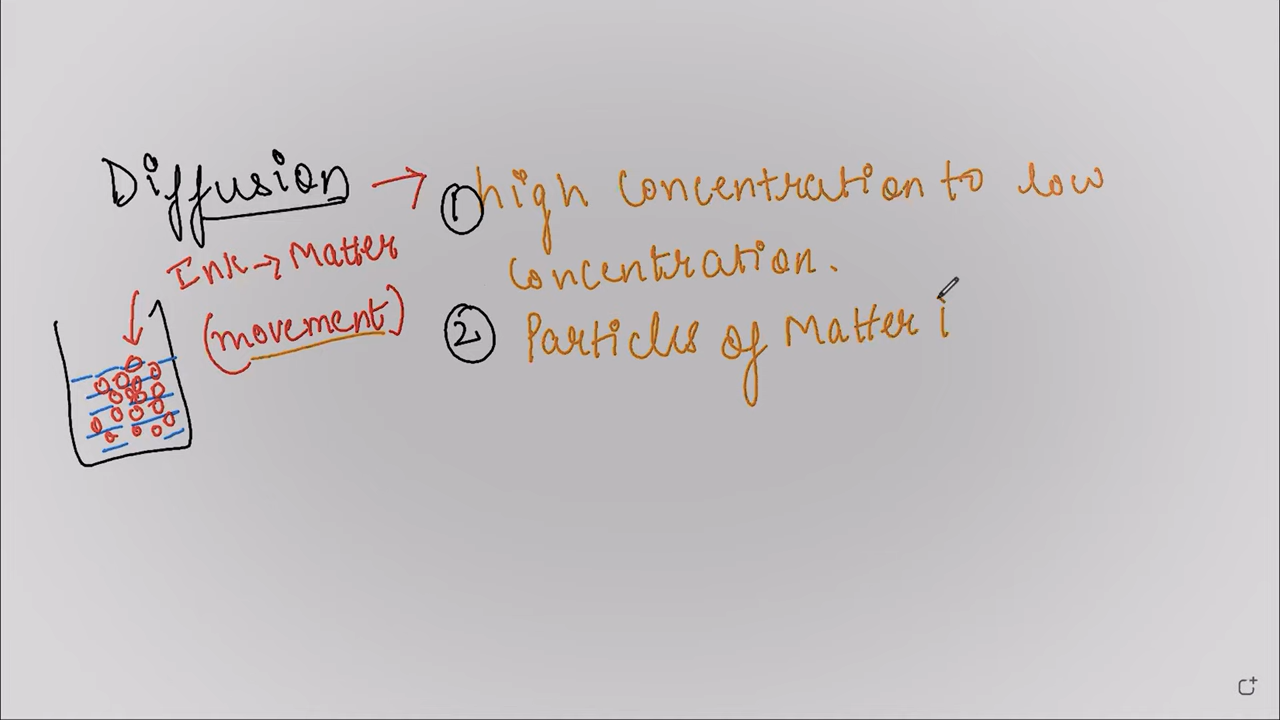 Diffusion →
① high concentration to low
concentration.
Ink → Matter
(movement)
② Particles of Matter i